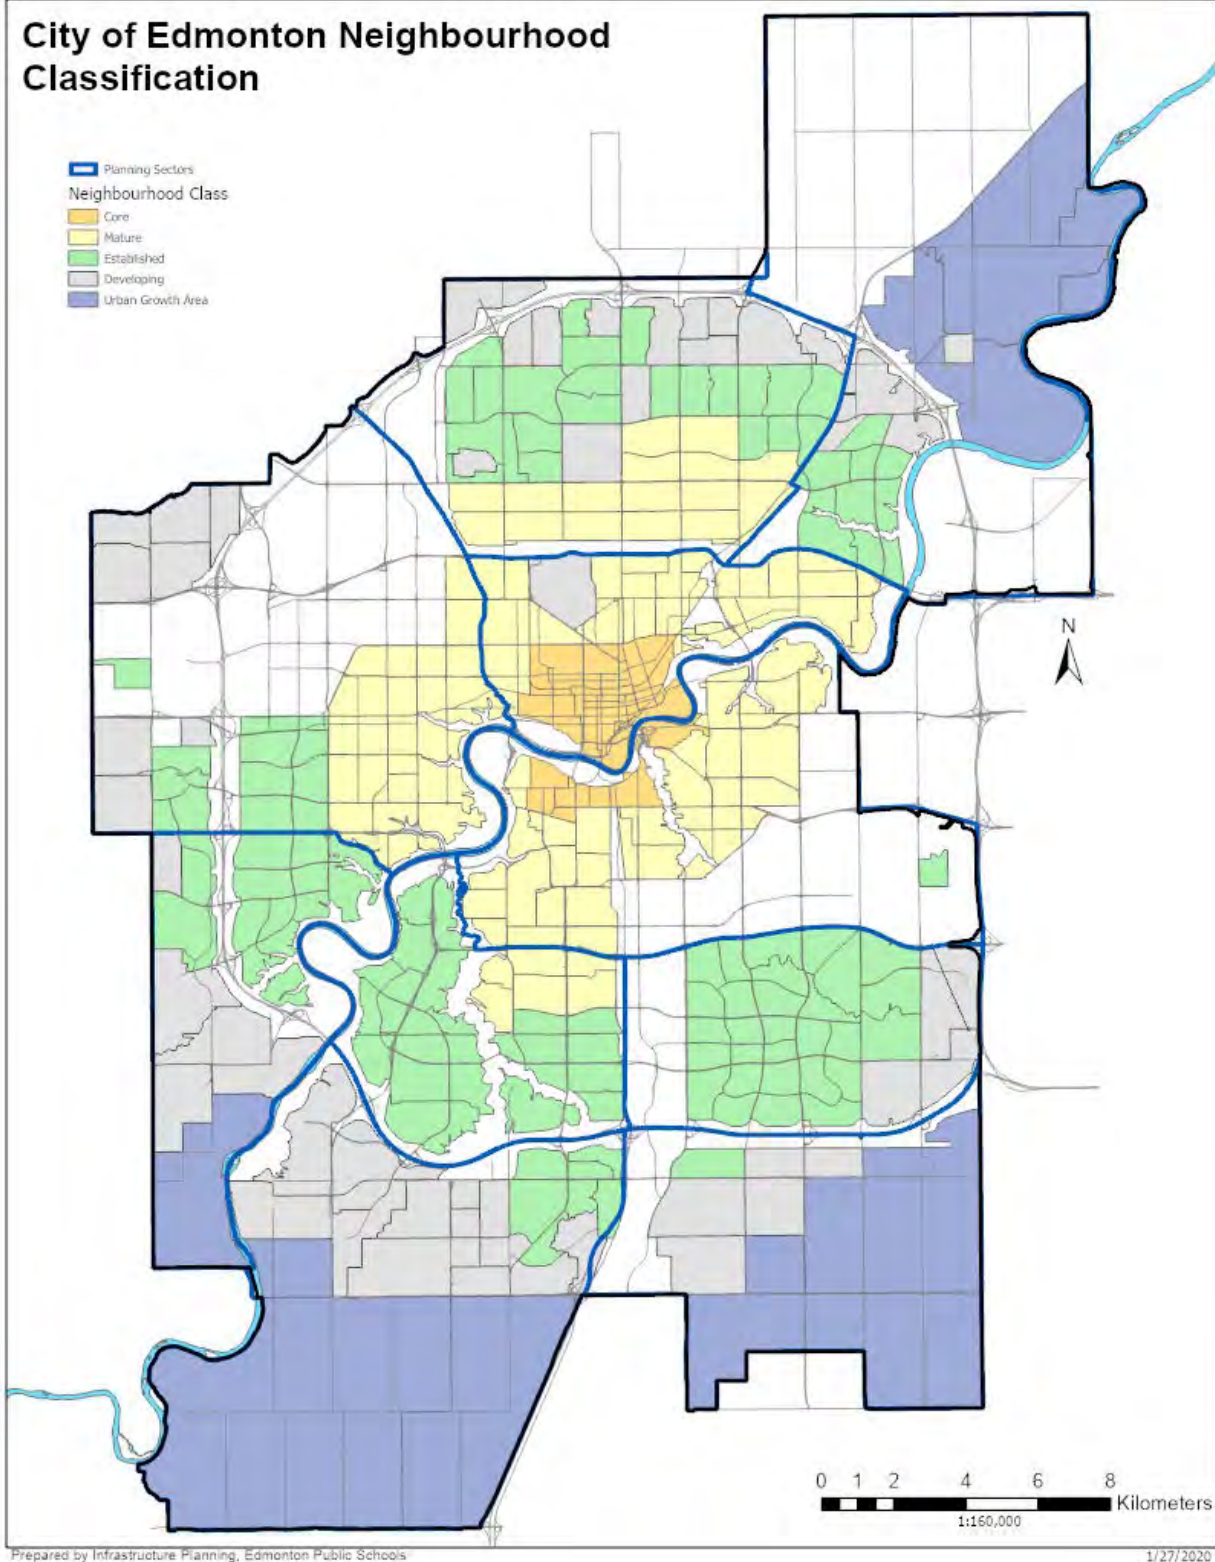 City of Edmonton Neighbourhood
Classification
Planning Sectors
Neighbourhood Class
Core
Mature
Established
Developing
Urban Growth Area
N
0 1 2 4 6 8
Kilometers
1:160,000
Prepared by Infrastructure Planning, Edmonton Public Schools
1/27/2020